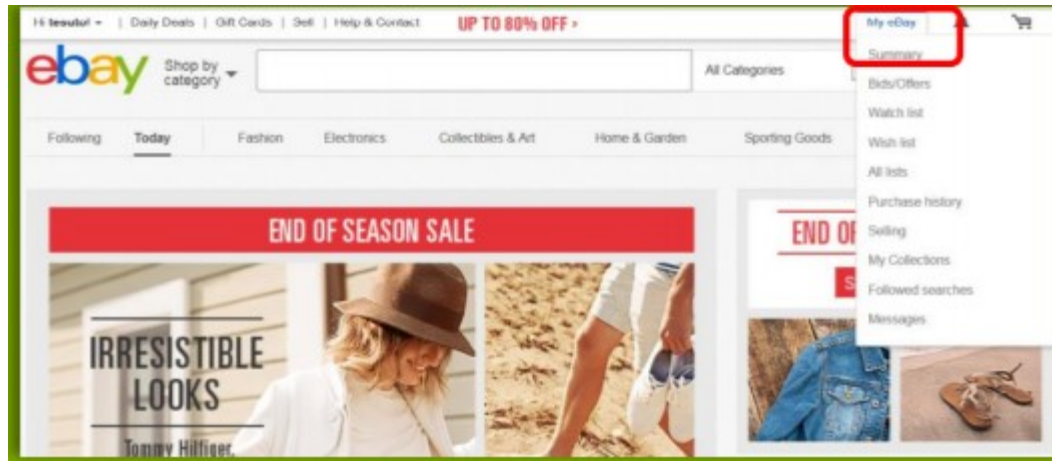 Hi tesuto! | Daily Deals | Gift Cards | Sell | Help & Contact UP TO 80% OFF > My eBay
ebay Shop by category All Categories
Following Today Fashion Electronics Collectibles & Art Home & Garden Sporting Goods
Summary
Bids/Offers
Watch list
Wish list
All lists
Purchase history
Selling
My Collections
Followed searches
Messages
END OF SEASON SALE
IRRESISTIBLE
LOOKS
Tommy Hilfiger,
END OF
S